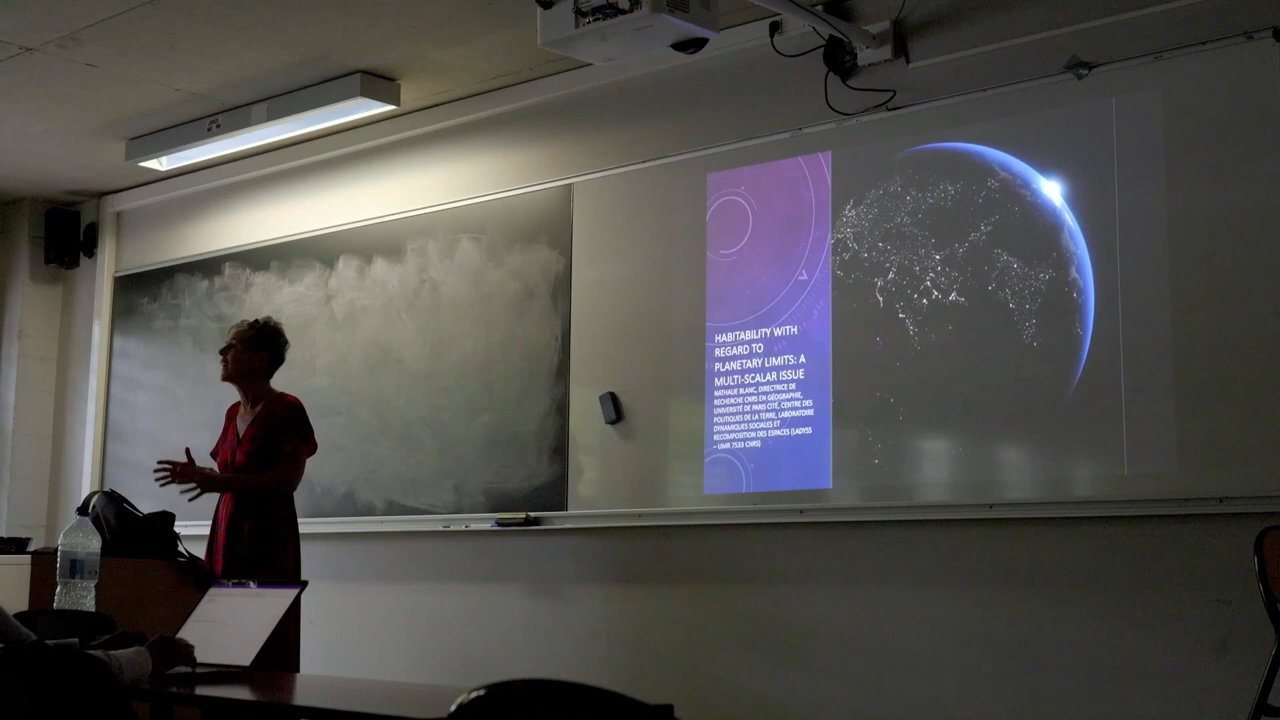 HABITABILITY WITH
REGARD TO
PLANETARY LIMITS: A
MULTI-SCALAR ISSUE
NATHALIE BLANC, DIRECTRICE DE
RECHERCHE CNRS EN GÉOGRAPHIE,
UNIVERSITÉ DE PARIS CITÉ, CENTRE DES
POLITIQUES DE LA TERRE, LABORATOIRE
DYNAMIQUES SOCIALES ET
RECOMPOSITION DES ESPACES (LADYSS
– UMR 7533 CNRS)